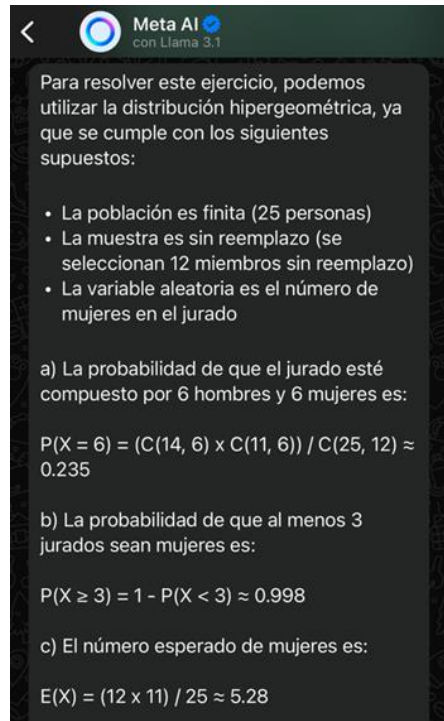 Meta AI
con Llama 3.1
Para resolver este ejercicio, podemos
utilizar la distribución hipergeométrica, ya
que se cumple con los siguientes
supuestos:
• La población es finita (25 personas)
• La muestra es sin reemplazo (se
seleccionan 12 miembros sin reemplazo)
• La variable aleatoria es el número de
mujeres en el jurado
a) La probabilidad de que el jurado esté
compuesto por 6 hombres y 6 mujeres es:
P(X = 6) = (C(14, 6) x C(11, 6)) / C(25, 12) ≈
0.235
b) La probabilidad de que al menos 3
jurados sean mujeres es:
P(X ≥ 3) = 1 - P(X < 3) ≈ 0.998
c) El número esperado de mujeres es:
E(X) = (12 x 11) / 25 ≈ 5.28